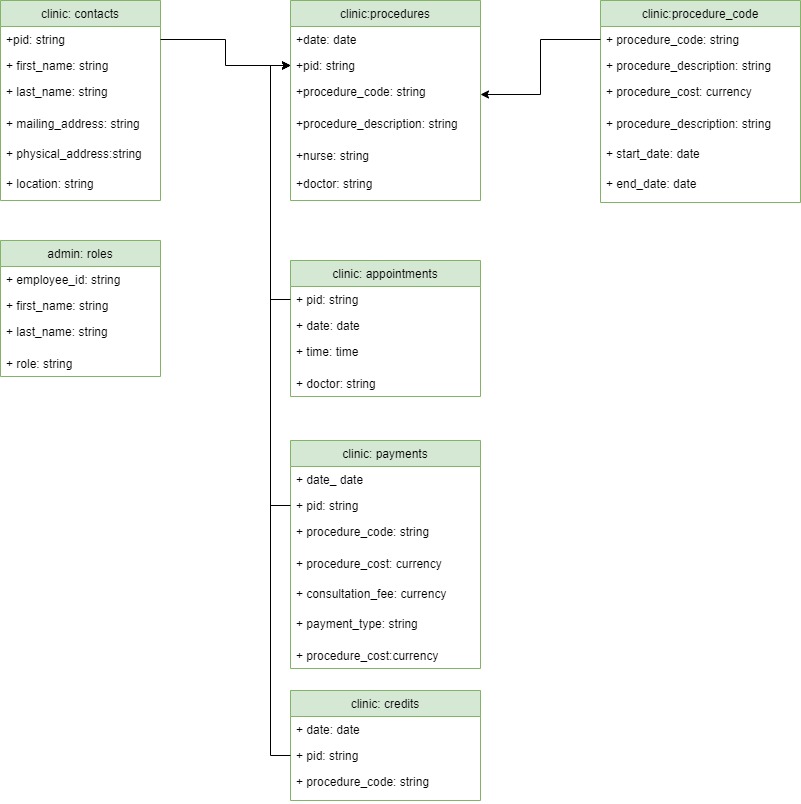 clinic: contacts
+pid: string
+ first_name: string
+ last_name: string
+ mailing_address: string
+ physical_address:string
+ location: string
clinic:procedures
+date: date
+pid: string
+procedure_code: string
+procedure_description: string
+nurse: string
+doctor: string
clinic:procedure_code
+ procedure_code: string
+ procedure_description: string
+ procedure_cost: currency
+ procedure_description: string
+ start_date: date
+ end_date: date
admin: roles
+ employee_id: string
+ first_name: string
+ last_name: string
+ role: string
clinic: appointments
+ pid: string
+ date: date
+ time: time
+ doctor: string
clinic: payments
+ date_ date
+ pid: string
+ procedure_code: string
+ procedure_cost: currency
+ consultation_fee: currency
+ payment_type: string
+ procedure_cost:currency
clinic: credits
+ date: date
+ pid: string
+ procedure_code: string